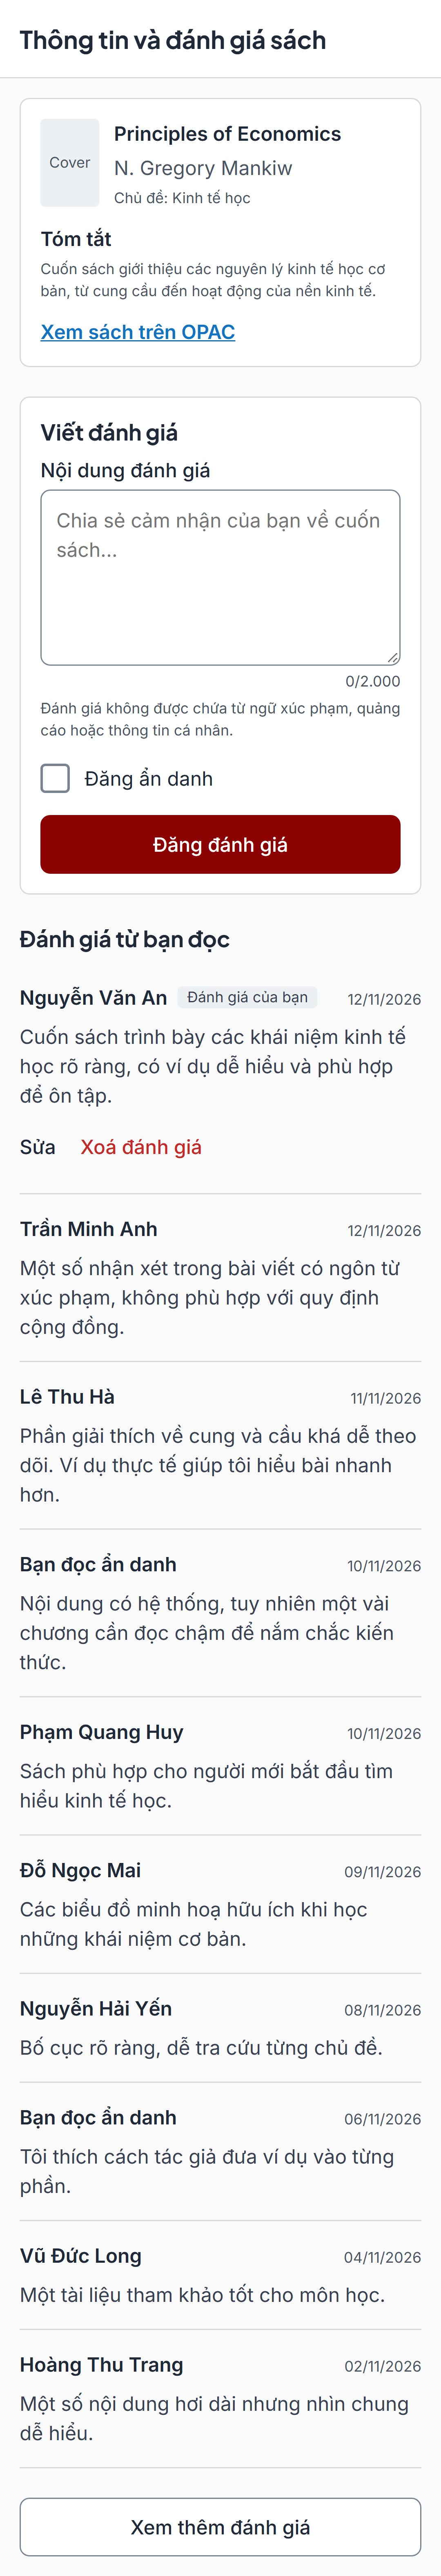 Thông tin và đánh giá sách
Cover
Principles of Economics
N. Gregory Mankiw
Chủ đề: Kinh tế học
Tóm tắt
Cuốn sách giới thiệu các nguyên lý kinh tế học cơ
bản, từ cung cầu đến hoạt động của nền kinh tế.
Xem sách trên OPAC
Viết đánh giá
Nội dung đánh giá
Chia sẻ cảm nhận của bạn về cuốn
sách...
0/2.000
Đánh giá không được chứa từ ngữ xúc phạm, quảng
cáo hoặc thông tin cá nhân.
Đăng ẩn danh
Đăng đánh giá
Đánh giá từ bạn đọc
Nguyễn Văn An Đánh giá của bạn 12/11/2026
Cuốn sách trình bày các khái niệm kinh tế
học rõ ràng, có ví dụ dễ hiểu và phù hợp
để ôn tập.
Sửa Xoá đánh giá
Trần Minh Anh 12/11/2026
Một số nhận xét trong bài viết có ngôn từ
xúc phạm, không phù hợp với quy định
cộng đồng.
Lê Thu Hà 11/11/2026
Phần giải thích về cung và cầu khá dễ theo
dõi. Ví dụ thực tế giúp tôi hiểu bài nhanh
hơn.
Bạn đọc ẩn danh 10/11/2026
Nội dung có hệ thống, tuy nhiên một vài
chương cần đọc chậm để nắm chắc kiến
thức.
Phạm Quang Huy 10/11/2026
Sách phù hợp cho người mới bắt đầu tìm
hiểu kinh tế học.
Đỗ Ngọc Mai 09/11/2026
Các biểu đồ minh hoạ hữu ích khi học
những khái niệm cơ bản.
Nguyễn Hải Yến 08/11/2026
Bố cục rõ ràng, dễ tra cứu từng chủ đề.
Bạn đọc ẩn danh 06/11/2026
Tôi thích cách tác giả đưa ví dụ vào từng
phần.
Vũ Đức Long 04/11/2026
Một tài liệu tham khảo tốt cho môn học.
Hoàng Thu Trang 02/11/2026
Một số nội dung hơi dài nhưng nhìn chung
dễ hiểu.
Xem thêm đánh giá